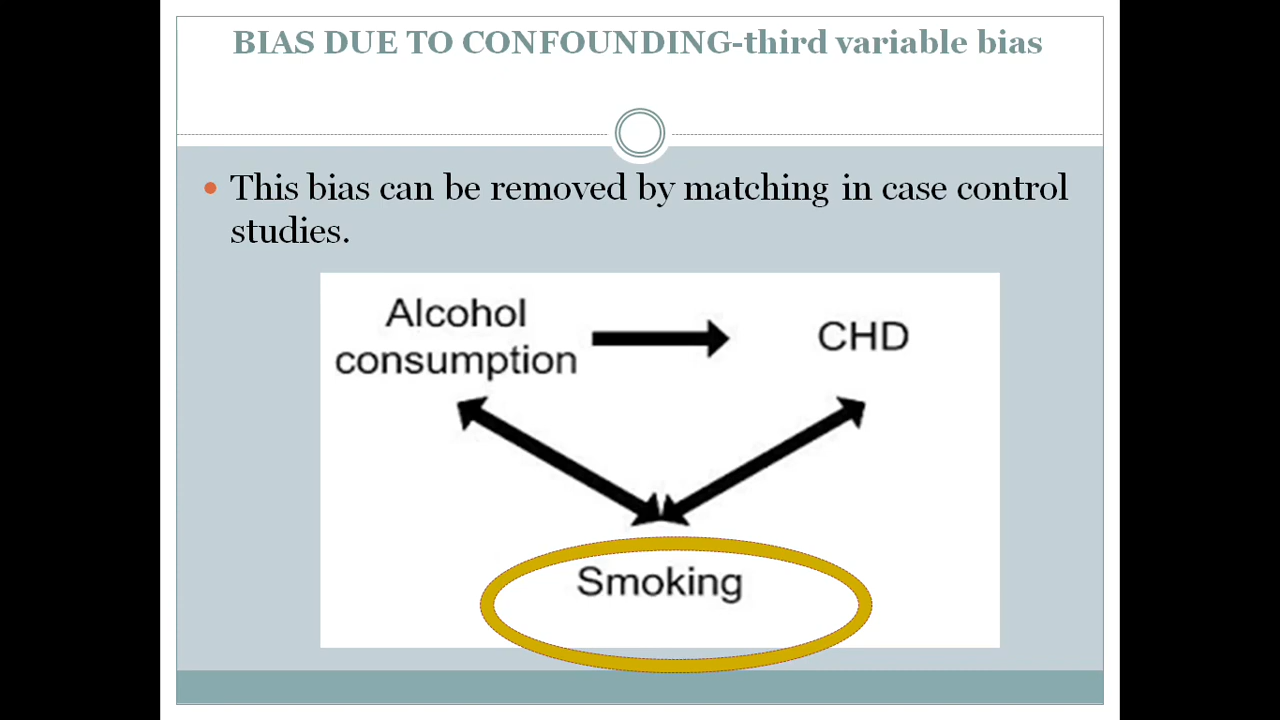 BIAS DUE TO CONFOUNDING-third variable bias
This bias can be removed by matching in case control
studies.
Alcohol
consumption
CHD
Smoking